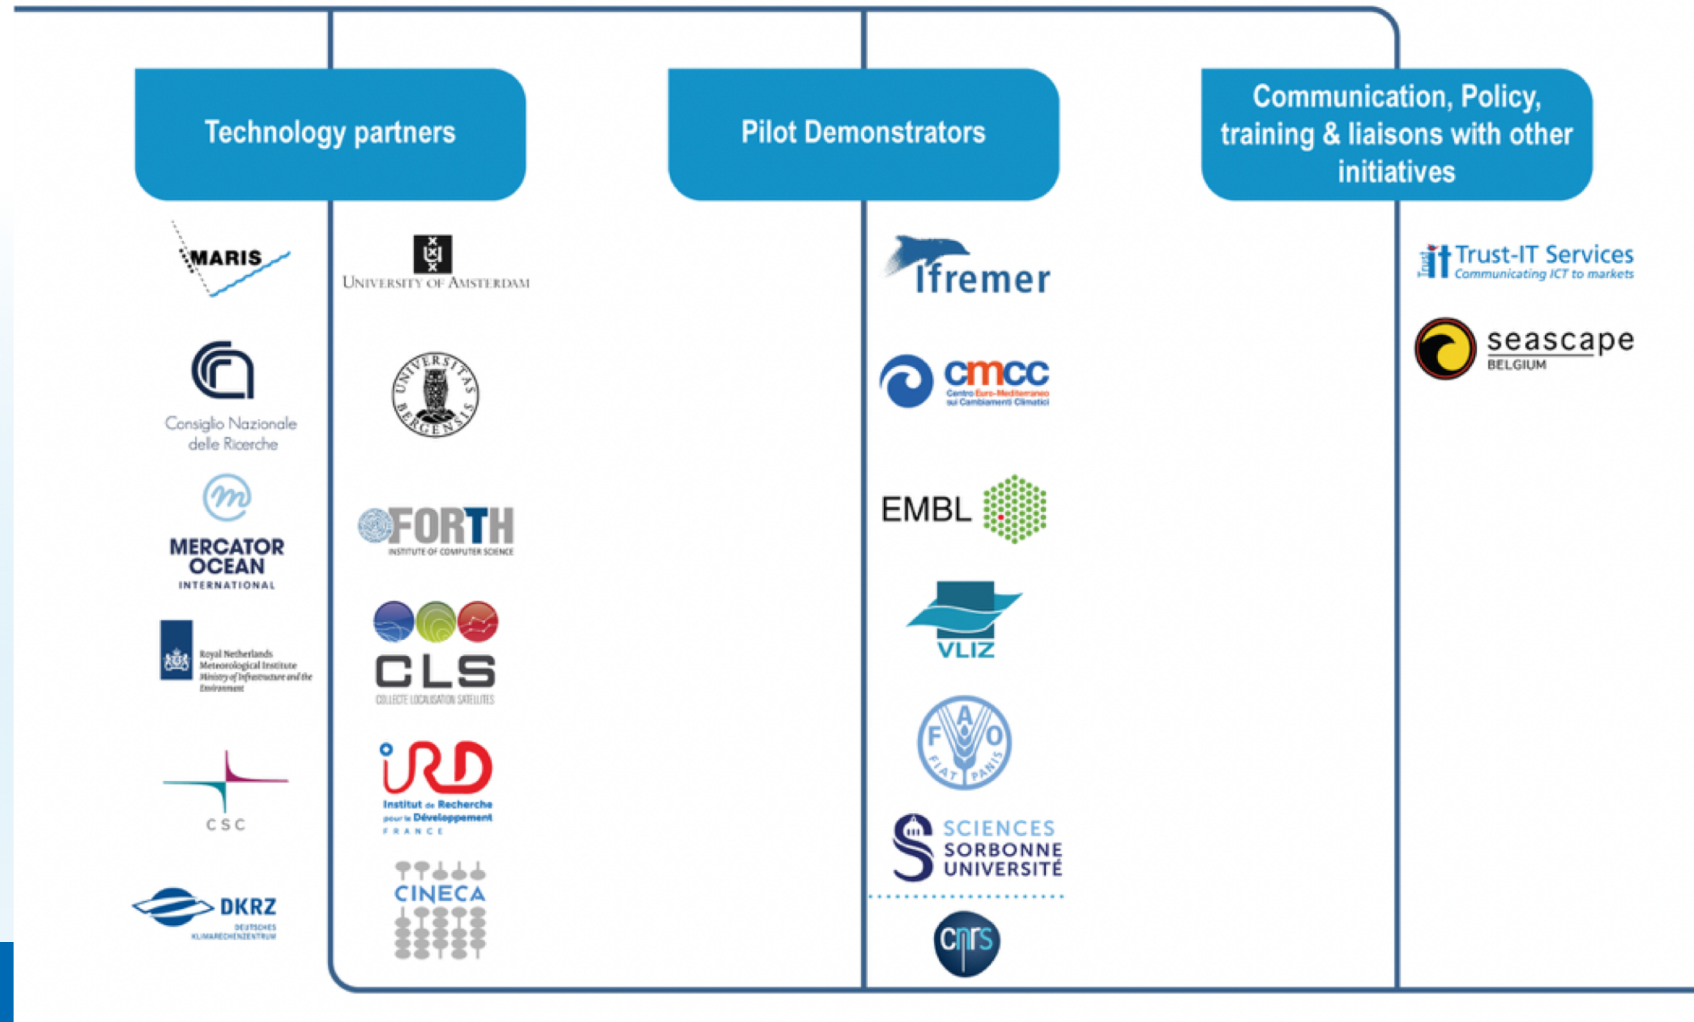 Technology partners
Pilot Demonstrators
Communication, Policy,
training & liaisons with other
initiatives
MARIS
Consiglio Nazionale
delle Ricerche
MERCATOR
OCEAN
INTERNATIONAL
Royal Netherlands
Meteorological Institute
Ministry of Infrastructure and the
Environment
CSC
DKRZ
DEUTSCHES
KLIMARECHENZENTRUM
UNIVERSITY OF AMSTERDAM
UNIVERSITAS
BERGENSIS
FORTH
INSTITUTE OF COMPUTER SCIENCE
CLS
COLLECTE LOCALISATION SATELLITES
iRD
Institut de Recherche
pour le Développement
FRANCE
CINECA
Ifremer
cmcc
Centro Euro-Mediterraneo
sui Cambiamenti Climatici
EMBL
VLIZ
FAO
FIAT PANIS
SCIENCES
SORBONNE
UNIVERSITÉ
cnrs
Trust it Trust-IT Services
Communicating ICT to markets
seascape
BELGIUM